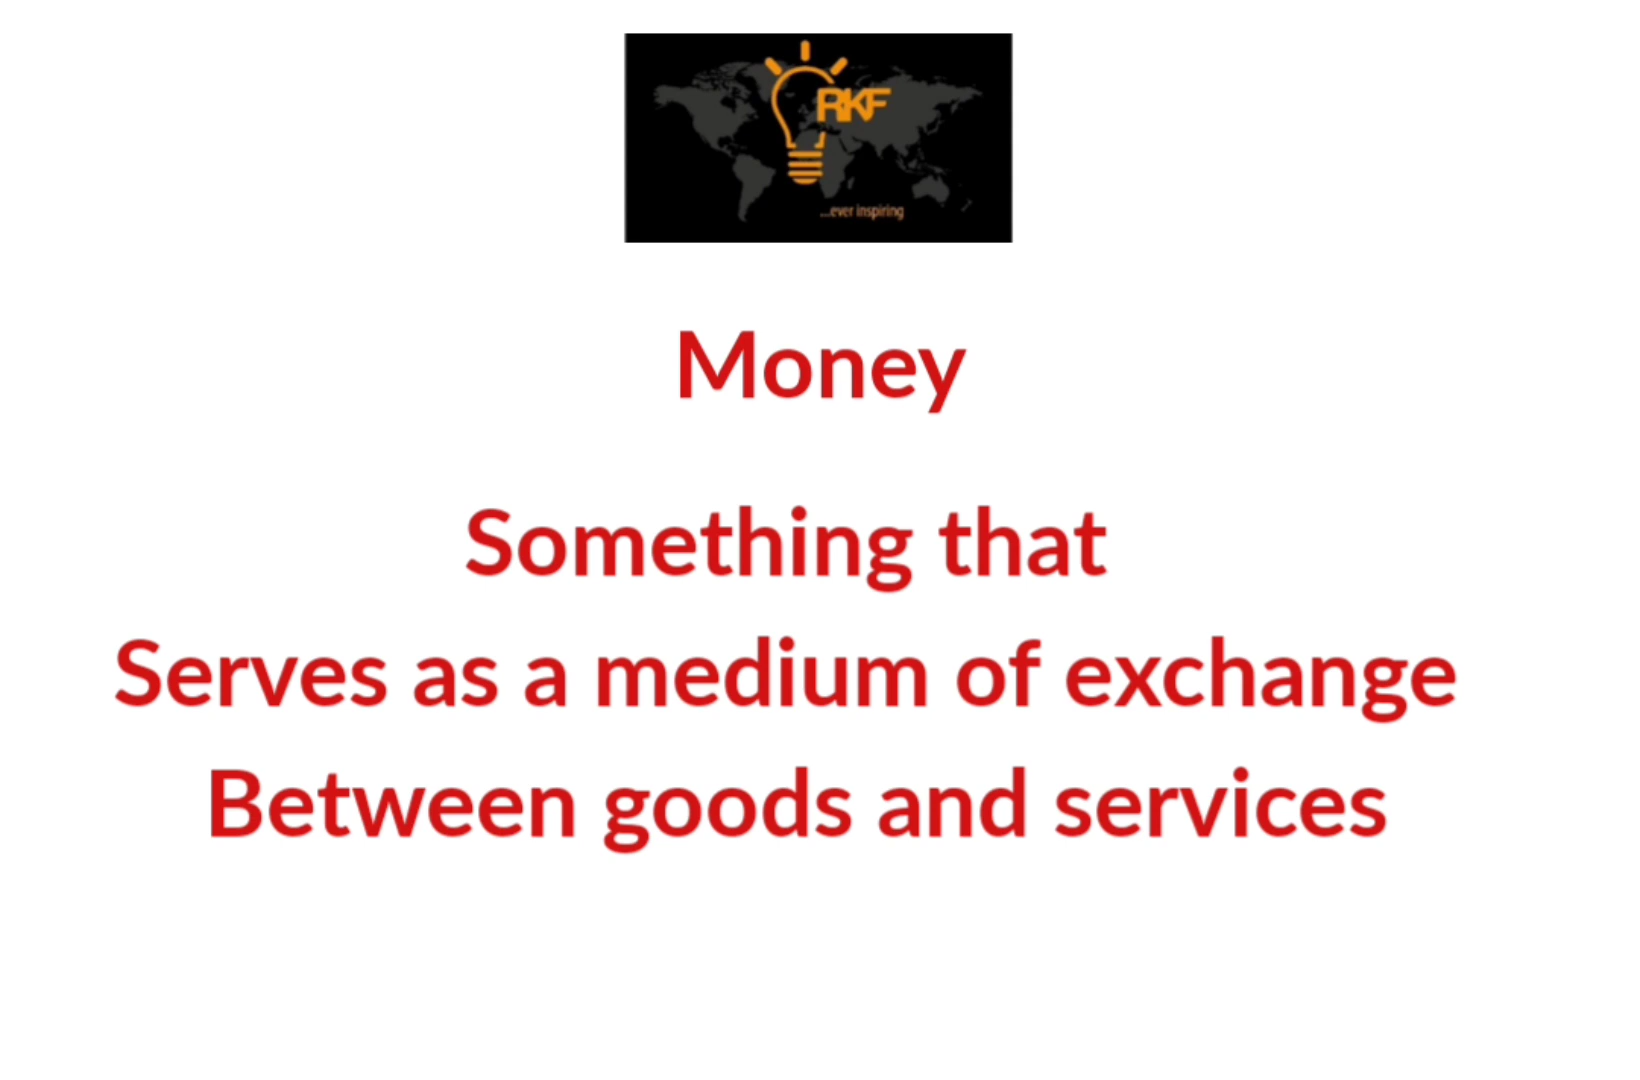 RKF
...ever inspiring
Money
Something that
Serves as a medium of exchange
Between goods and services